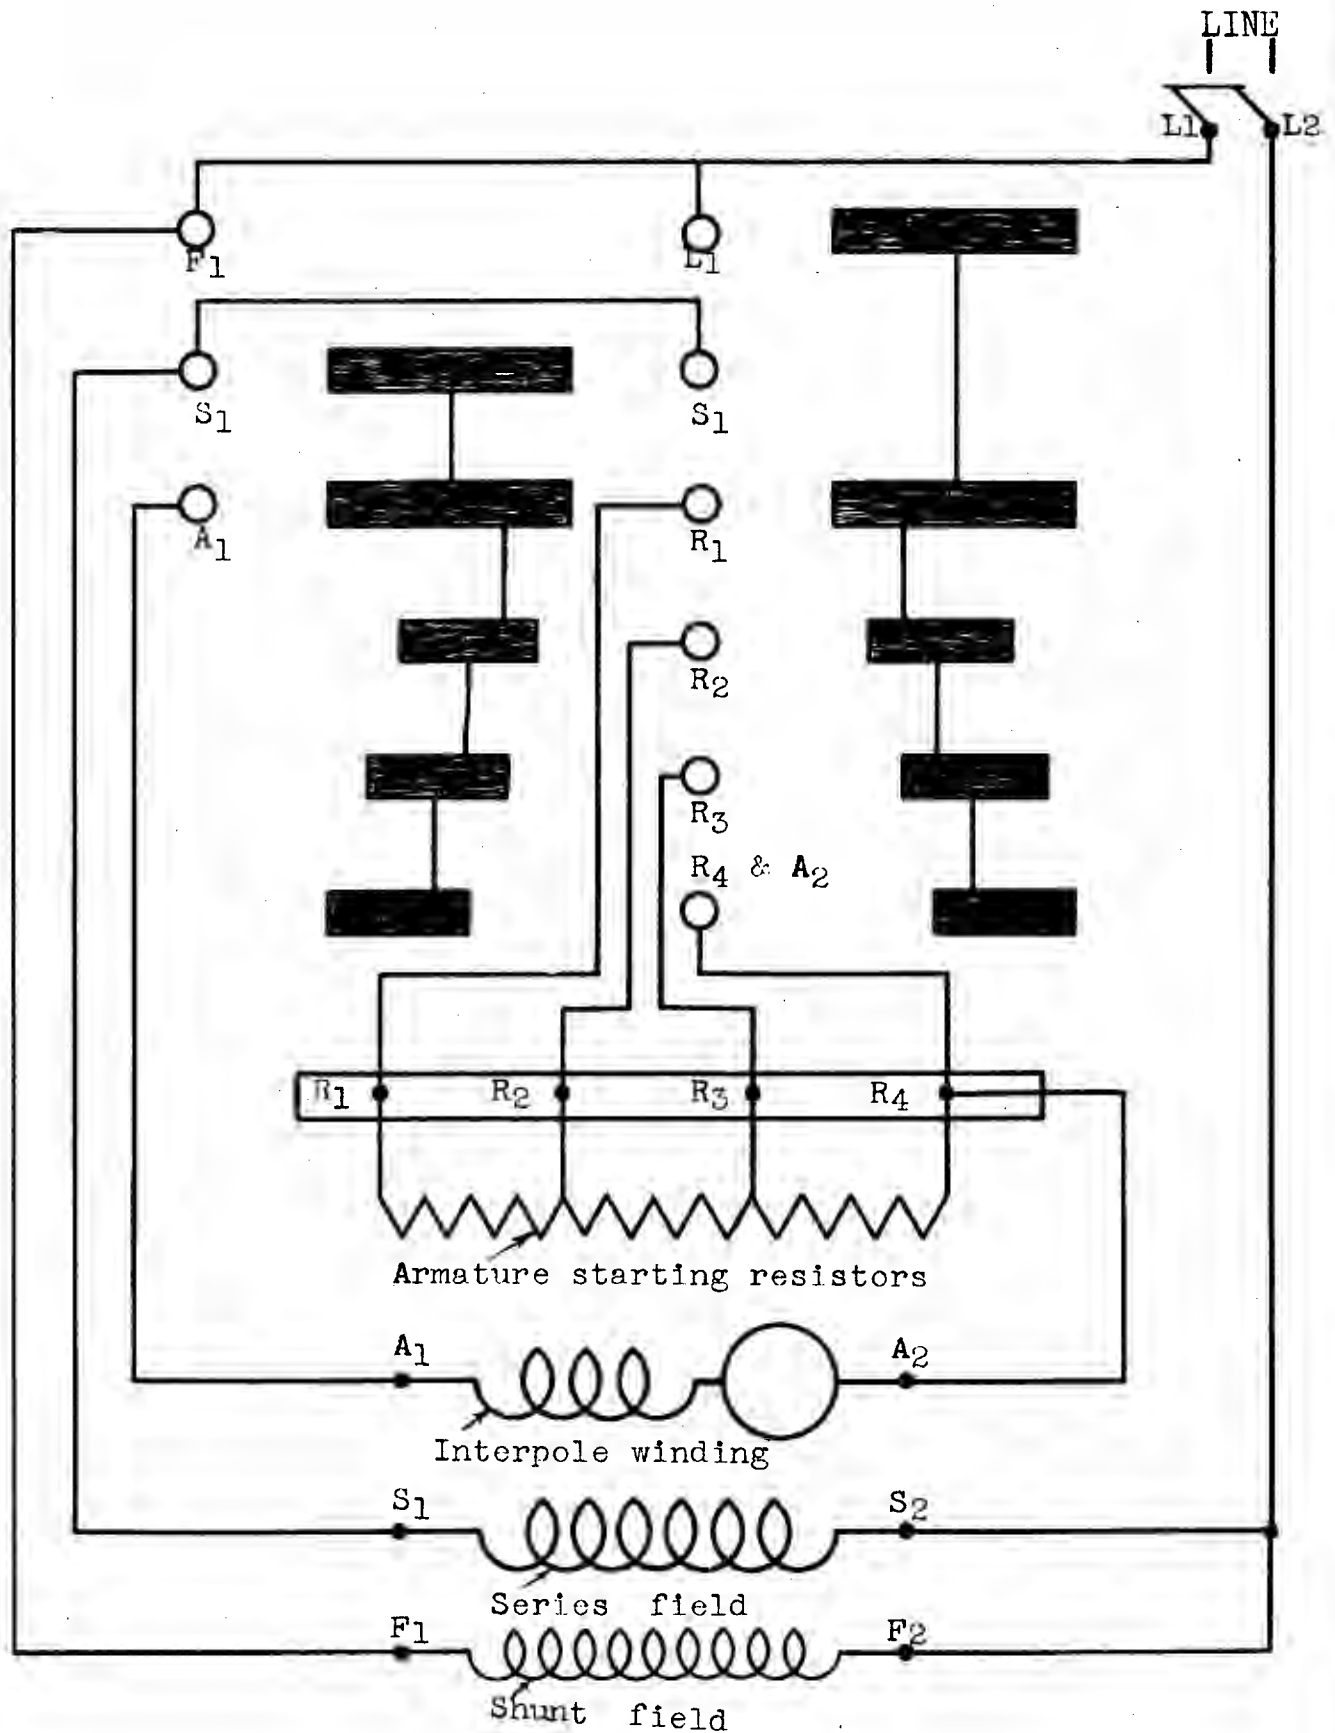 LINE
L1 L2
F1 L1
S1 S1
A1 R1
R2
R3
R4 & A2
R1 R2 R3 R4
Armature starting resistors
A1 A2
Interpole winding
S1 S2
Series field
F1 F2
Shunt field